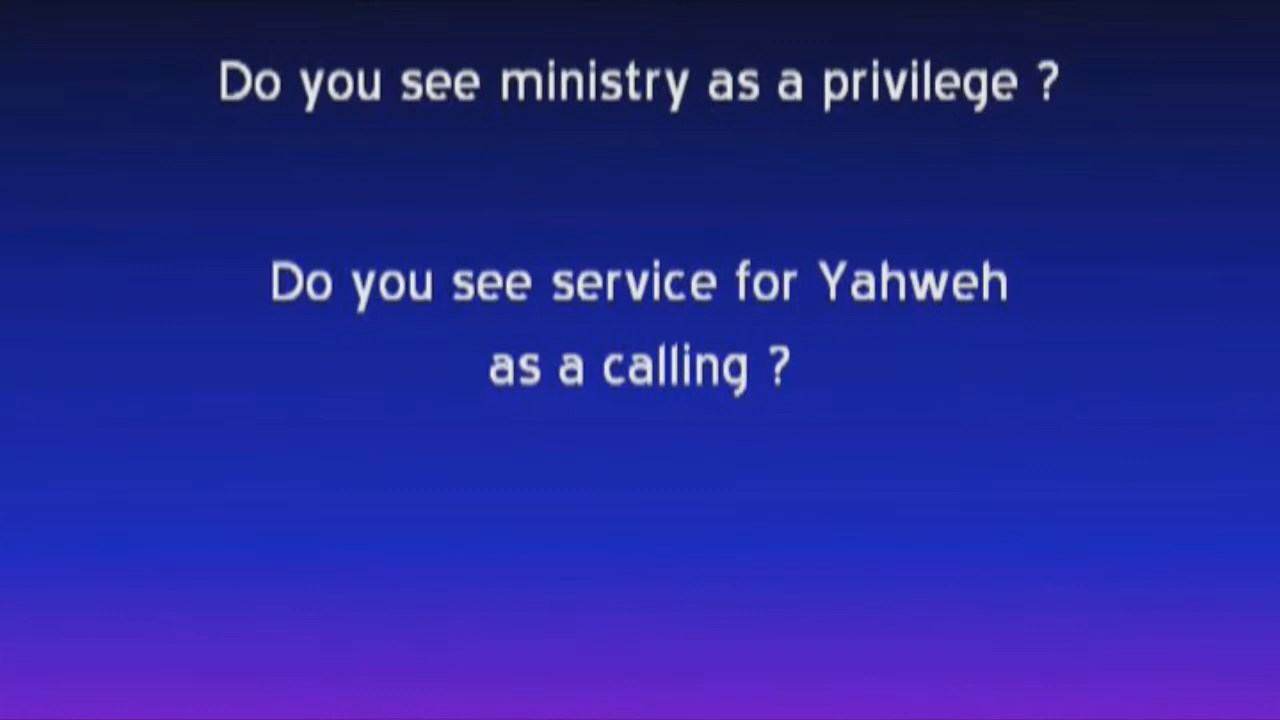 Do you see ministry as a privilege ?
Do you see service for Yahweh
as a calling ?